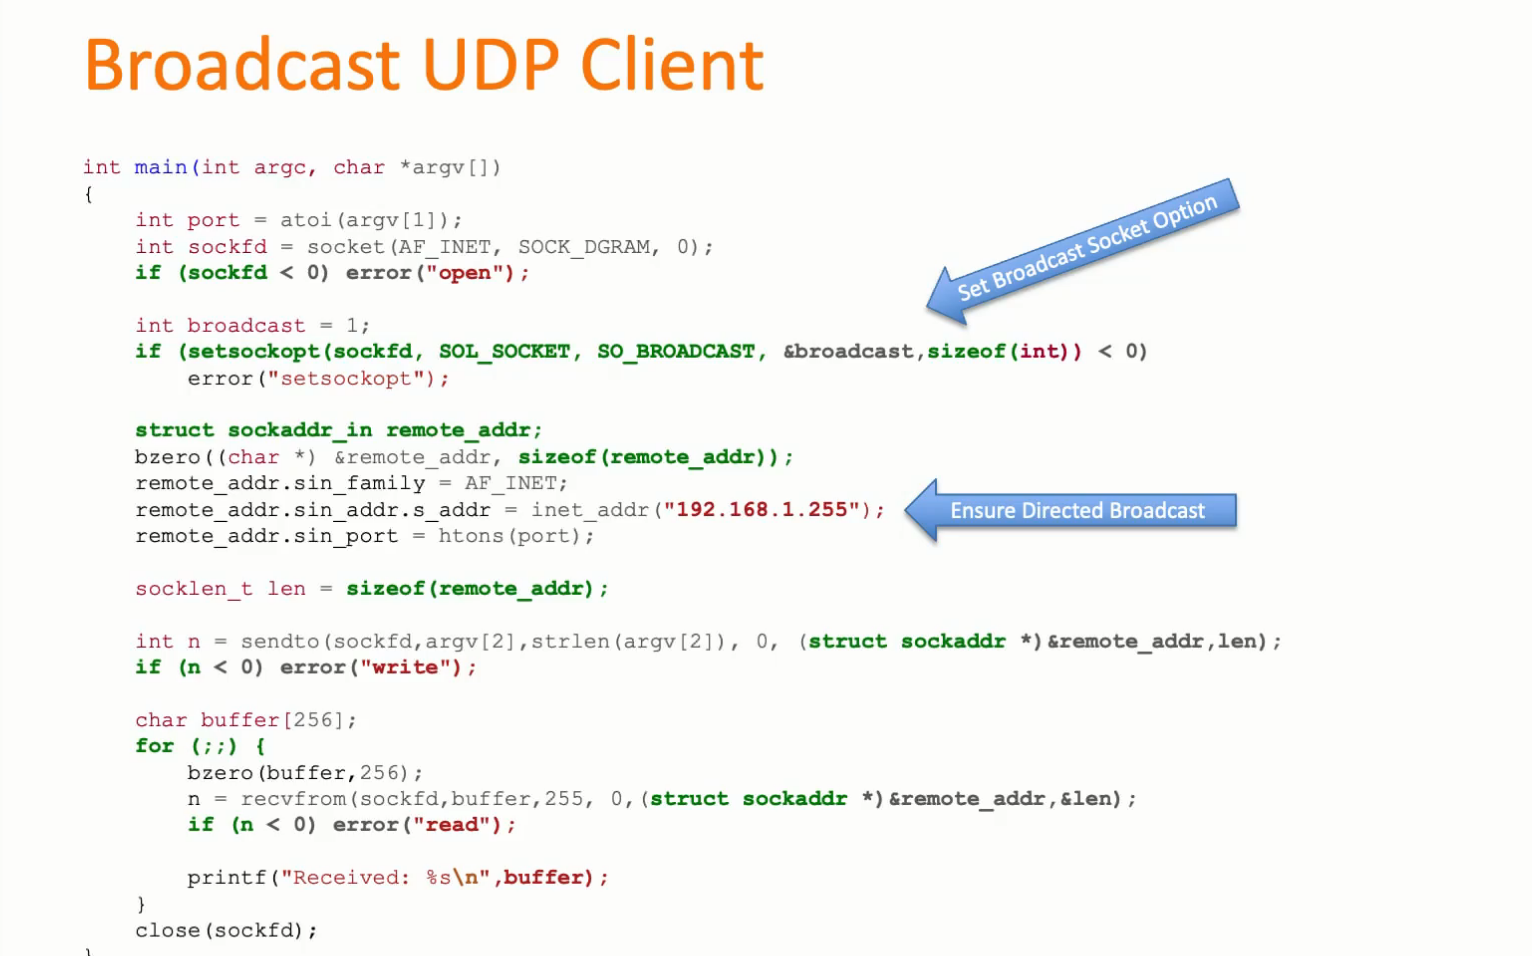 Broadcast UDP Client
int main(int argc, char *argv[])
{
int port = atoi(argv[1]);
int sockfd = socket(AF_INET, SOCK_DGRAM, 0);
if (sockfd < 0) error("open");
Set Broadcast Socket Option
int broadcast = 1;
if (setsockopt(sockfd, SOL_SOCKET, SO_BROADCAST, &broadcast,sizeof(int)) < 0)
error("setsockopt");
struct sockaddr_in remote_addr;
bzero((char *) &remote_addr, sizeof(remote_addr));
remote_addr.sin_family = AF_INET;
remote_addr.sin_addr.s_addr = inet_addr("192.168.1.255");
Ensure Directed Broadcast
remote_addr.sin_port = htons(port);
socklen_t len = sizeof(remote_addr);
int n = sendto(sockfd,argv[2],strlen(argv[2]), 0, (struct sockaddr *)&remote_addr,len);
if (n < 0) error("write");
char buffer[256];
for (;;) {
bzero(buffer,256);
n = recvfrom(sockfd,buffer,255, 0,(struct sockaddr *)&remote_addr,&len);
if (n < 0) error("read");
printf("Received: %s\n",buffer);
}
close(sockfd);
}